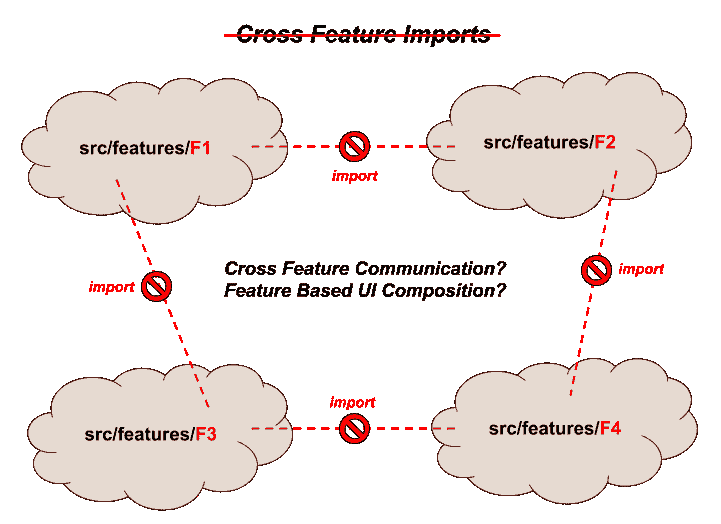 Cross Feature Imports
src/features/F1
src/features/F2
import
Cross Feature Communication?
Feature Based UI Composition?
import
import
import
src/features/F3
src/features/F4